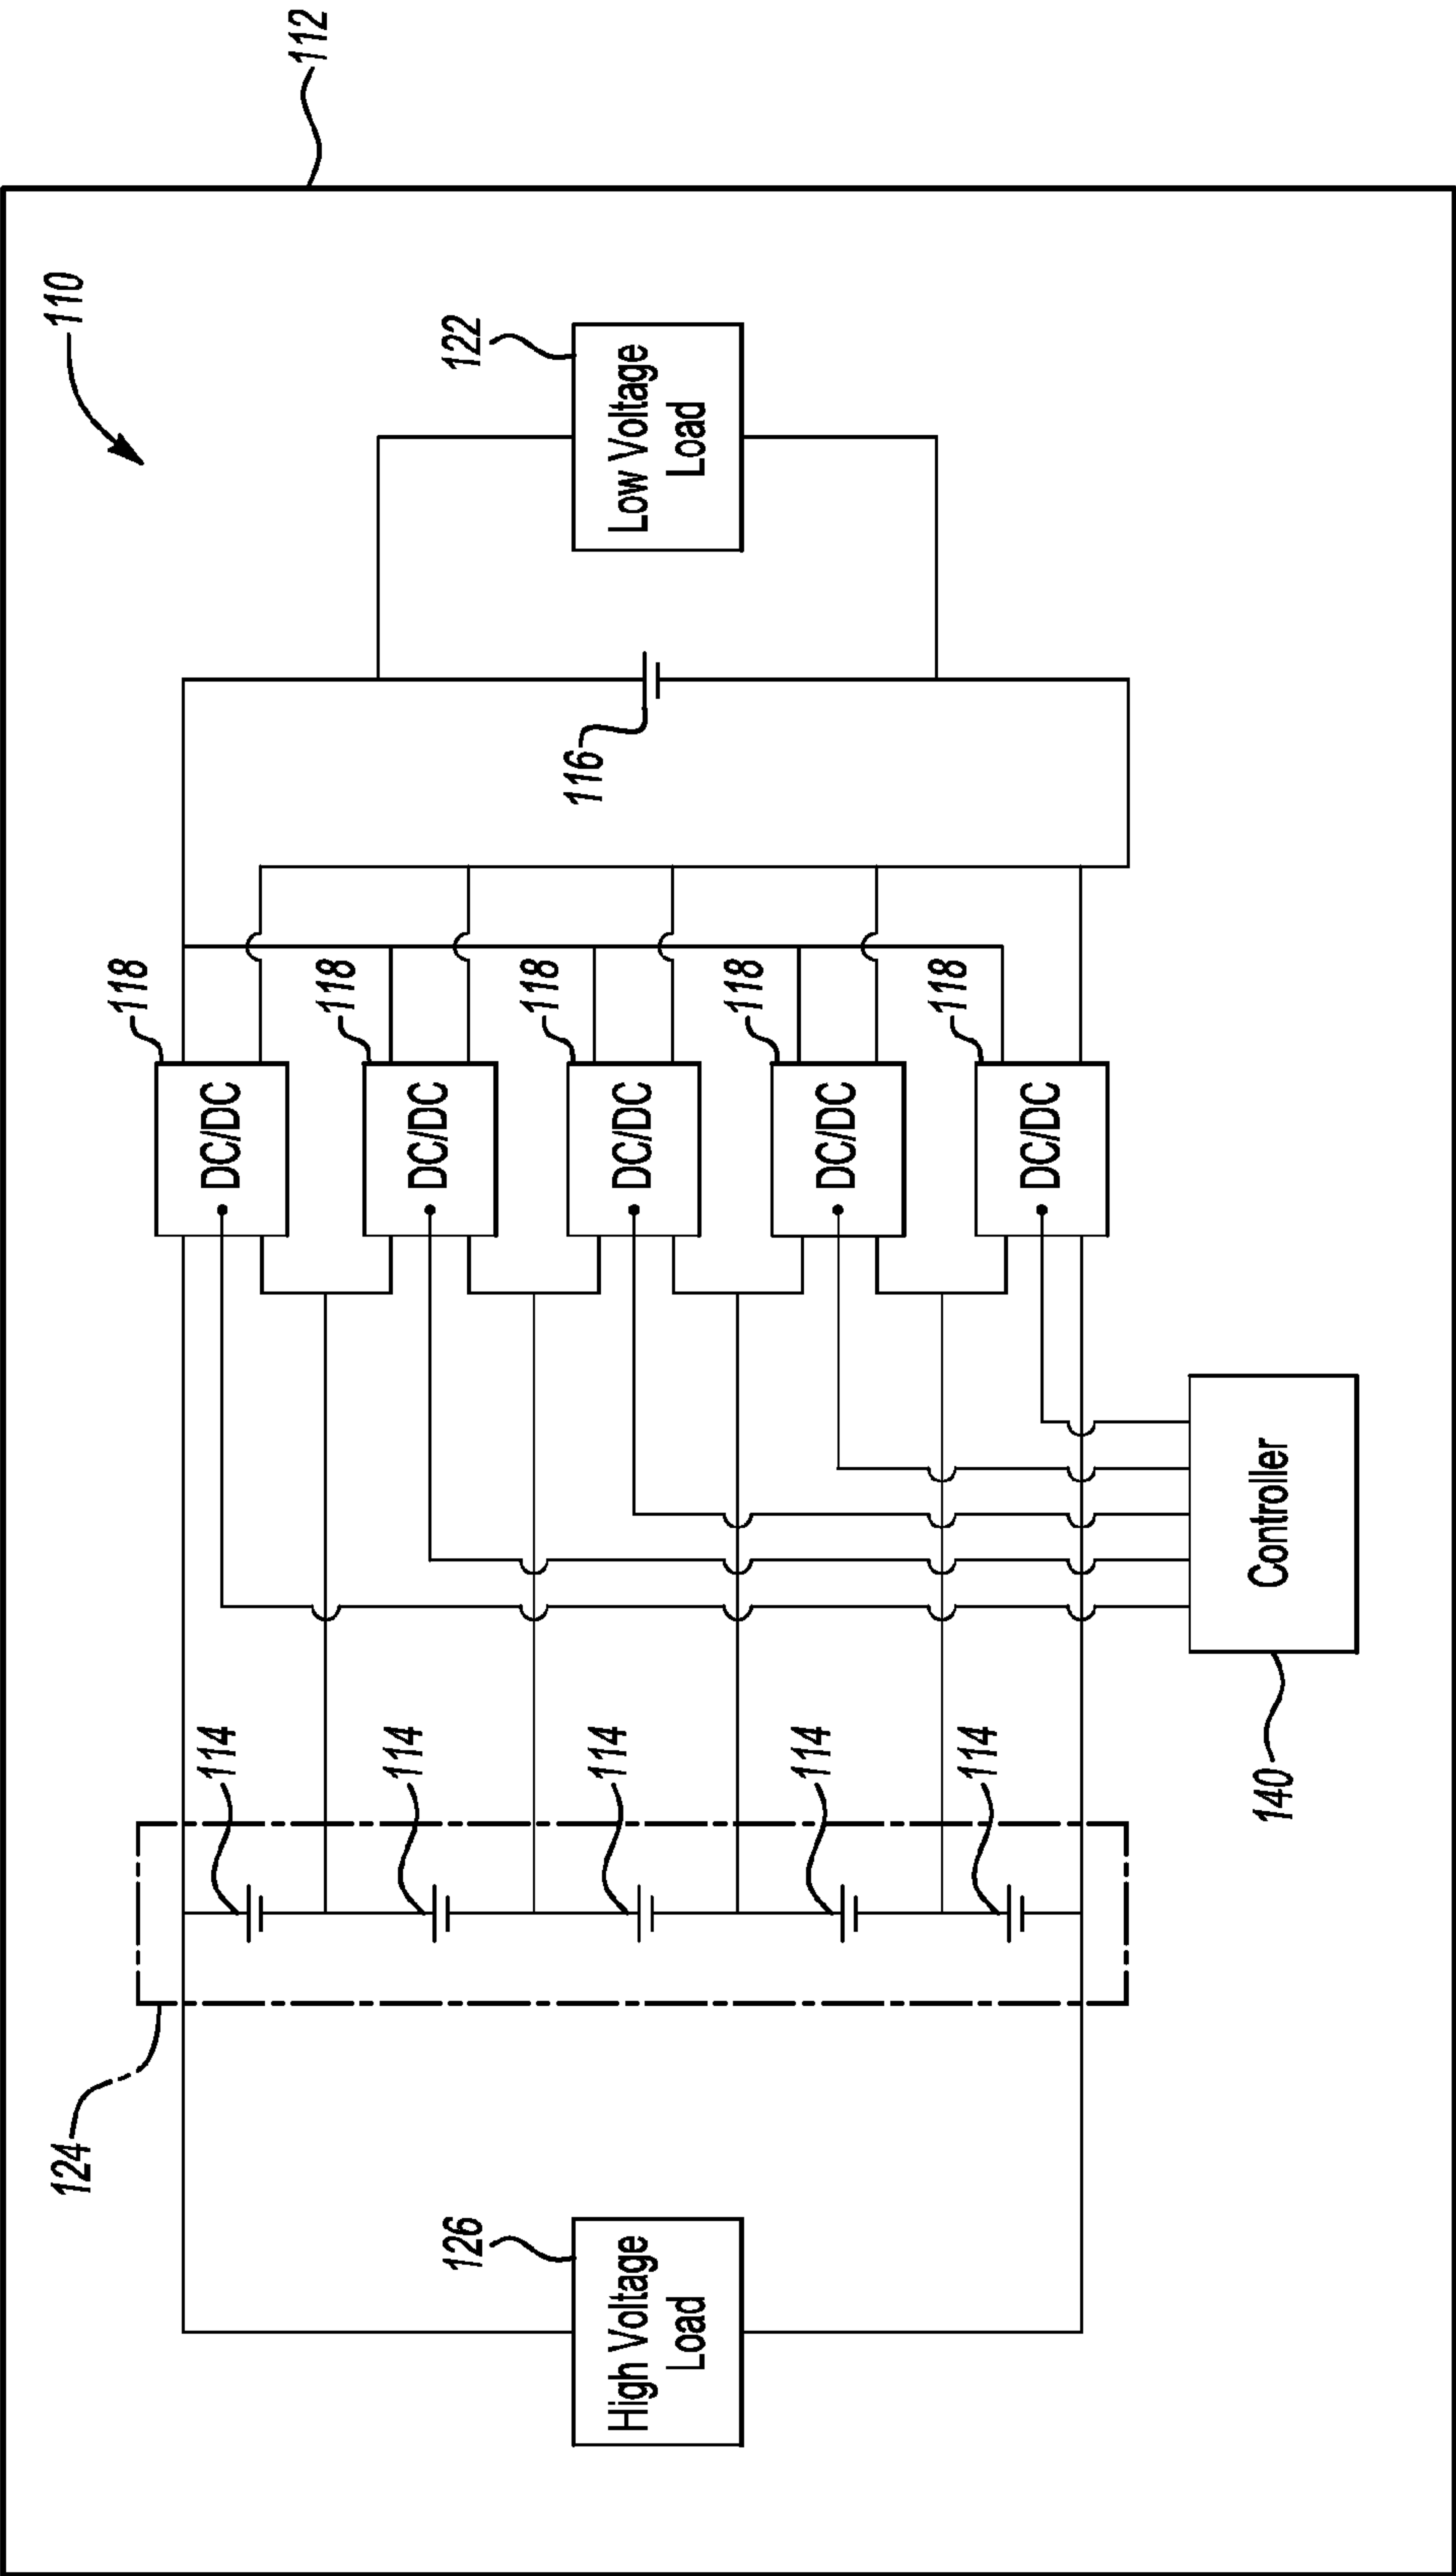 112
110
122
Low Voltage
Load
116
118
118
118
118
118
DC/DC
DC/DC
DC/DC
DC/DC
DC/DC
Controller
140
114
114
114
114
114
124
126
High Voltage
Load